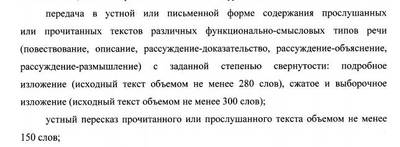 передача в устной или письменной форме содержания прослушанных
или прочитанных текстов различных функционально-смысловых типов речи
(повествование, описание, рассуждение-доказательство, рассуждение-объяснение,
рассуждение-размышление) с заданной степенью свернутости: подробное
изложение (исходный текст объемом не менее 280 слов), сжатое и выборочное
изложение (исходный текст объемом не менее 300 слов);
устный пересказ прочитанного или прослушанного текста объемом не менее
150 слов;